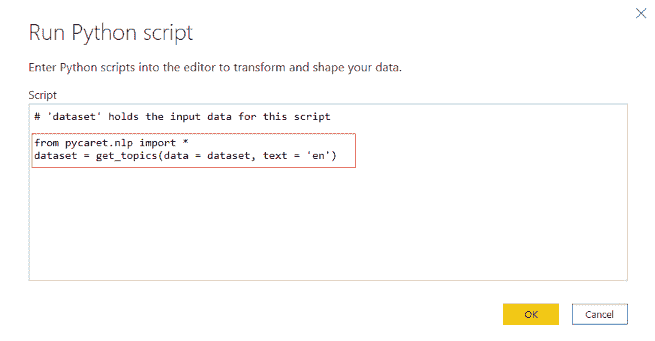 Run Python script
Enter Python scripts into the editor to transform and shape your data.
Script
# 'dataset' holds the input data for this script
from pycaret.nlp import *
dataset = get_topics(data = dataset, text = 'en')
OK
Cancel